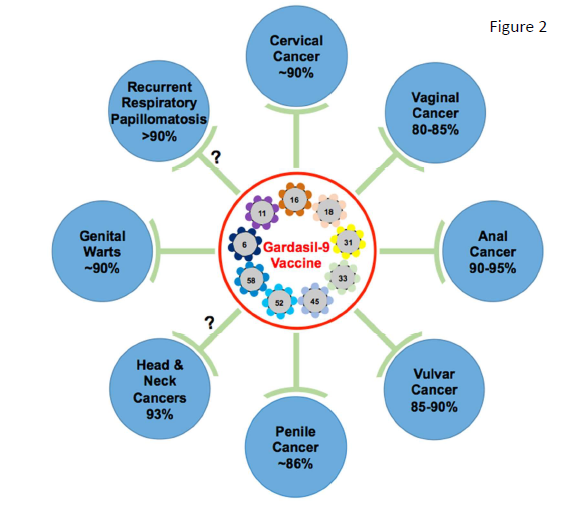 Figure 2
Cervical
Cancer
~90%
Recurrent
Respiratory
Papillomatosis
>90%
Vaginal
Cancer
80-85%
?
16
11
18
Genital
Warts
~90%
6
Gardasil-9
Vaccine
31
Anal
Cancer
90-95%
58
33
52
45
?
Head &
Neck
Cancers
93%
Vulvar
Cancer
85-90%
Penile
Cancer
~86%